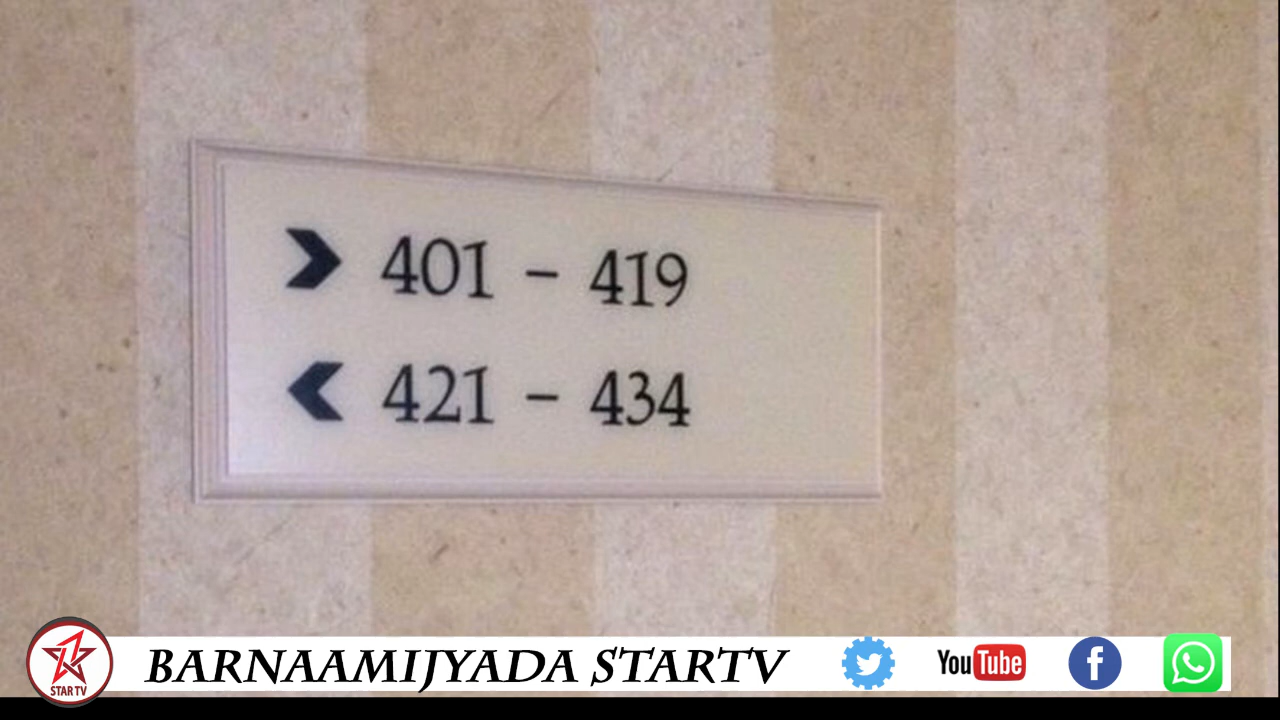 401 - 419
421 - 434
STAR TV
BARNAAMIJYADA STARTV
YouTube